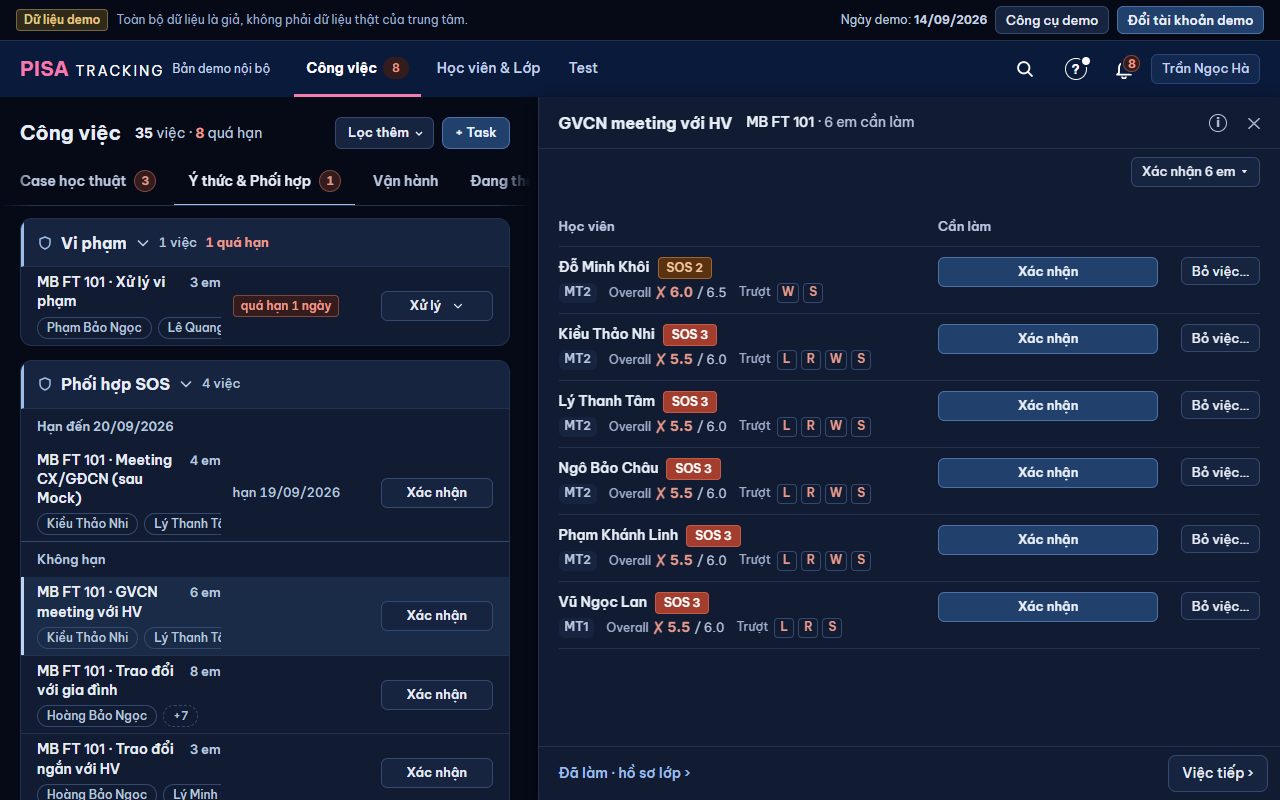 Dữ liệu demo Toàn bộ dữ liệu là giả, không phải dữ liệu thật của trung tâm.
Ngày demo: 14/09/2026 Công cụ demo Đổi tài khoản demo
PISA TRACKING Bản demo nội bộ Công việc 8 Học viên & Lớp Test
? 8 Trần Ngọc Hà
Công việc 35 việc · 8 quá hạn Lọc thêm + Task
Case học thuật 3 Ý thức & Phối hợp 1 Vận hành Đang
Vi phạm 1 việc 1 quá hạn
MB FT 101 · Xử lý vi phạm 3 em
Phạm Bảo Ngọc Lê Quang
quá hạn 1 ngày Xử lý
Phối hợp SOS 4 việc
Hạn đến 20/09/2026
MB FT 101 · Meeting CX/GĐCN (sau Mock) 4 em
Kiều Thảo Nhi Lý Thanh
hạn 19/09/2026 Xác nhận
Không hạn
MB FT 101 · GVCN meeting với HV 6 em
Kiều Thảo Nhi Lý Thanh
Xác nhận
MB FT 101 · Trao đổi với gia đình 8 em
Hoàng Bảo Ngọc +7
Xác nhận
MB FT 101 · Trao đổi ngắn với HV 3 em
Hoàng Bảo Ngọc Lý Minh
Xác nhận
GVCN meeting với HV MB FT 101 · 6 em cần làm
Xác nhận 6 em
Học viên Cần làm
Đỗ Minh Khôi SOS 2 Xác nhận Bỏ việc...
MT2 Overall ✗ 6.0 / 6.5 Trượt W S
Kiều Thảo Nhi SOS 3 Xác nhận Bỏ việc...
MT2 Overall ✗ 5.5 / 6.0 Trượt L R W S
Lý Thanh Tâm SOS 3 Xác nhận Bỏ việc...
MT2 Overall ✗ 5.5 / 6.0 Trượt L R W S
Ngô Bảo Châu SOS 3 Xác nhận Bỏ việc...
MT2 Overall ✗ 5.5 / 6.0 Trượt L R W S
Phạm Khánh Linh SOS 3 Xác nhận Bỏ việc...
MT2 Overall ✗ 5.5 / 6.0 Trượt L R W S
Vũ Ngọc Lan SOS 3 Xác nhận Bỏ việc...
MT1 Overall ✗ 5.5 / 6.0 Trượt L R S
Đã làm · hồ sơ lớp › Việc tiếp ›